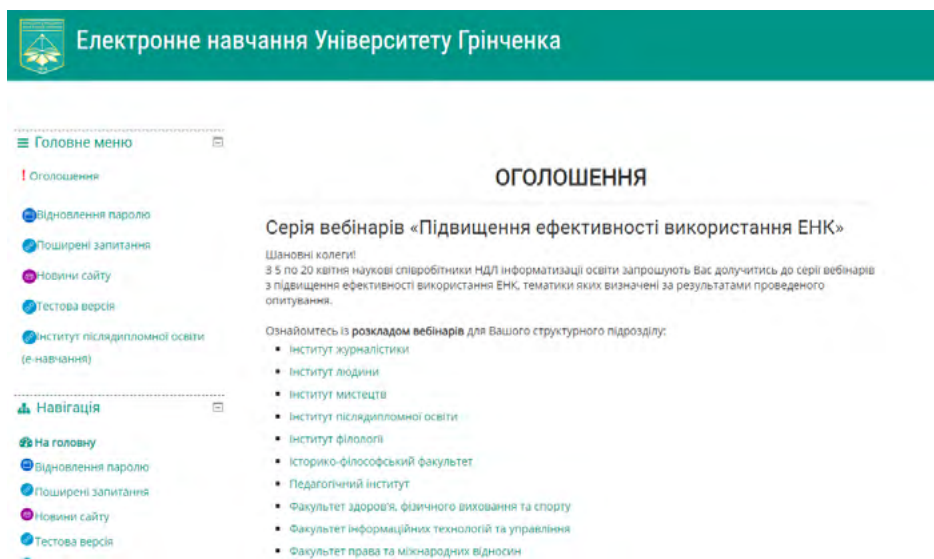 Електронне навчання Університету Грінченка
Головне меню
! Оголошення
Відновлення паролю
Поширені запитання
Новини сайту
Тестова версія
Інститут післядипломної освіти
(е-навчання)
Навігація
На головну
Відновлення паролю
Поширені запитання
Новини сайту
Тестова версія
ОГОЛОШЕННЯ
Серія вебінарів «Підвищення ефективності використання ЕНК»
Шановні колеги!
З 5 по 20 квітня наукові співробітники НДЛ інформатизації освіти запрошують Вас долучитись до серії вебінарів
з підвищення ефективності використання ЕНК, тематики яких визначені за результатами проведеного
опитування.
Ознайомтесь із розкладом вебінарів для Вашого структурного підрозділу:
▪ Інститут журналістики
▪ Інститут людини
▪ Інститут мистецтв
▪ Інститут післядипломної освіти
▪ Інститут філології
▪ Історико-філософський факультет
▪ Педагогічний інститут
▪ Факультет здоров'я, фізичного виховання та спорту
▪ Факультет інформаційних технологій та управління
▪ Факультет права та міжнародних відносин